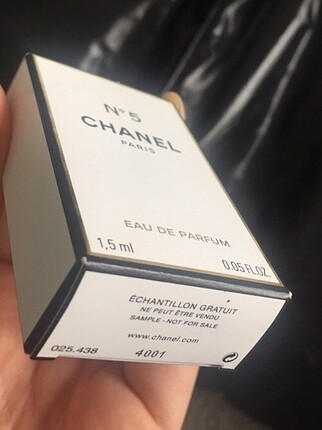 N°5
CHANEL
PARIS
EAU DE PARFUM
1,5 ml 0.05 FL.OZ.
ÉCHANTILLON GRATUIT
NE PEUT ÊTRE VENDU
SAMPLE - NOT FOR SALE
www.chanel.com
025.438 4001